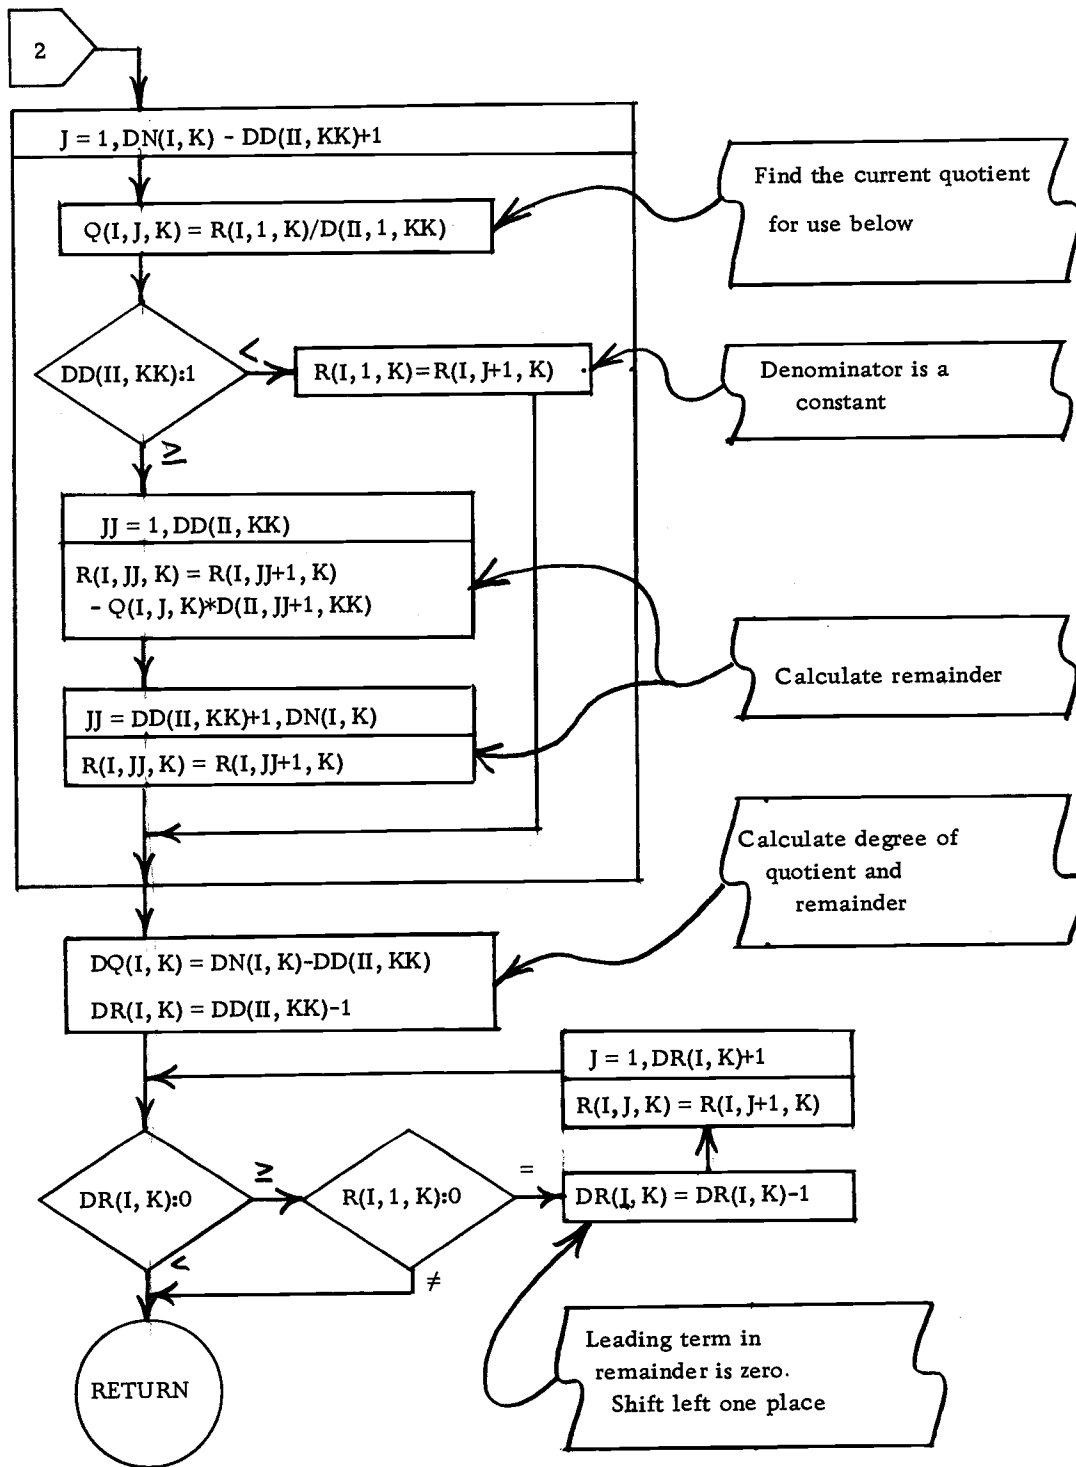 2
J = 1, DN(I, K) - DD(II, KK)+1
Find the current quotient
for use below
Q(I, J, K) = R(I, 1, K)/D(II, 1, KK)
DD(II, KK):1
<
R(I, 1, K) = R(I, J+1, K)
Denominator is a
constant
≥
JJ = 1, DD(II, KK)
R(I, JJ, K) = R(I, JJ+1, K)
- Q(I, J, K)*D(II, JJ+1, KK)
Calculate remainder
JJ = DD(II, KK)+1, DN(I, K)
R(I, JJ, K) = R(I, JJ+1, K)
Calculate degree of
quotient and
remainder
DQ(I, K) = DN(I, K)-DD(II, KK)
DR(I, K) = DD(II, KK)-1
J = 1, DR(I, K)+1
R(I, J, K) = R(I, J+1, K)
DR(I, K):0
≥
R(I, 1, K):0
=
DR(I, K) = DR(I, K)-1
<
≠
Leading term in
remainder is zero.
Shift left one place
RETURN